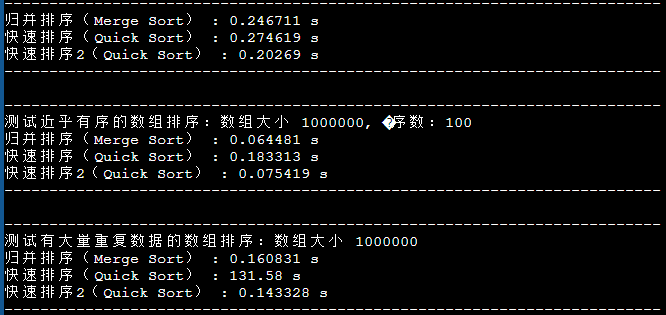 ----------------------------------------------------------------
归并排序（Merge Sort） : 0.246711 s
快速排序（Quick Sort） : 0.274619 s
快速排序2（Quick Sort） : 0.20269 s
----------------------------------------------------------------
----------------------------------------------------------------
测试近乎有序的数组排序：数组大小 1000000, �序数：100
归并排序（Merge Sort） : 0.064481 s
快速排序（Quick Sort） : 0.183313 s
快速排序2（Quick Sort） : 0.075419 s
----------------------------------------------------------------
----------------------------------------------------------------
测试有大量重复数据的数组排序：数组大小 1000000
归并排序（Merge Sort） : 0.160831 s
快速排序（Quick Sort） : 131.58 s
快速排序2（Quick Sort） : 0.143328 s
----------------------------------------------------------------